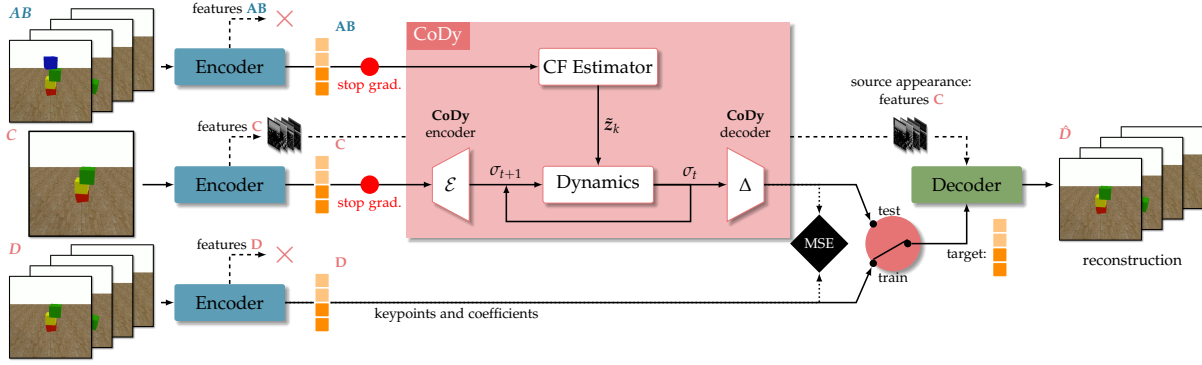 AB
features AB
Encoder
AB
stop grad.
CoDy
CF Estimator
z̃ₖ
C
features C
Encoder
C
stop grad.
CoDy
encoder
ℰ
σₜ₊₁
Dynamics
σₜ
CoDy
decoder
Δ
source appearance:
features C
Decoder
D̂
reconstruction
D
features D
Encoder
D
keypoints and coefficients
MSE
test
train
target: